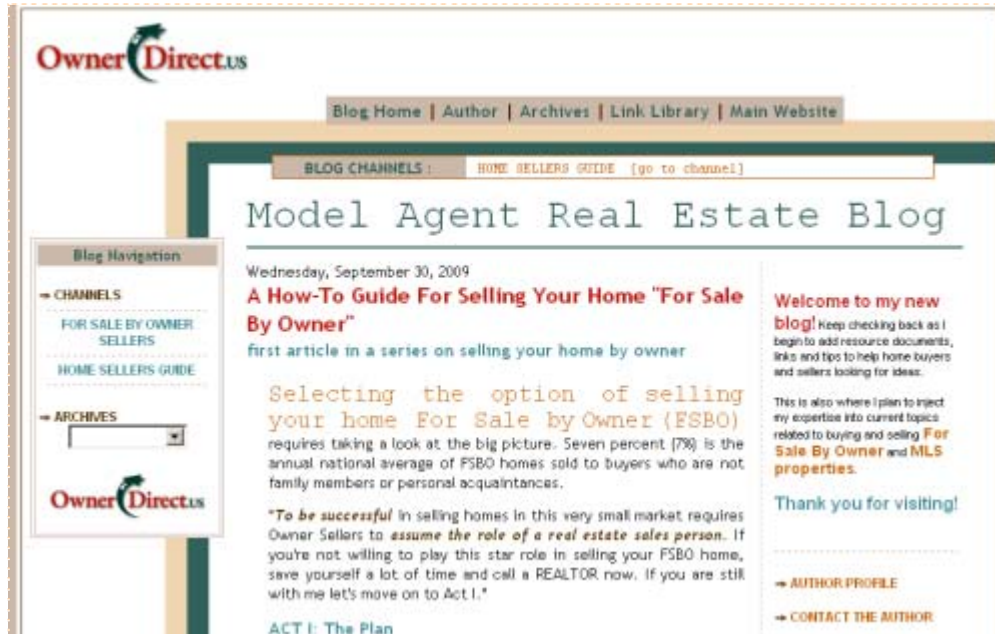 OwnerDirect.us
Blog Home | Author | Archives | Link Library | Main Website
BLOG CHANNELS : HOME SELLERS GUIDE [go to channel]
Model Agent Real Estate Blog
Blog Navigation
CHANNELS
FOR SALE BY OWNER
SELLERS
HOME SELLERS GUIDE
ARCHIVES
OwnerDirect.us
Wednesday, September 30, 2009
A How-To Guide For Selling Your Home "For Sale
By Owner"
first article in a series on selling your home by owner
Selecting the option of selling
your home For Sale by Owner (FSBO)
requires taking a look at the big picture. Seven percent (7%) is the
annual national average of FSBO homes sold to buyers who are not
family members or personal acquaintances.
"To be successful in selling homes in this very small market requires
Owner Sellers to assume the role of a real estate sales person. If
you're not willing to play this star role in selling your FSBO home,
save yourself a lot of time and call a REALTOR now. If you are still
with me let's move on to Act I."
ACT I: The Plan
Welcome to my new
blog! Keep checking back as I
begin to add resource documents,
links and tips to help home buyers
and sellers looking for ideas.
This is also where I plan to inject
my expertise into current topics
related to buying and selling For
Sale By Owner and MLS
properties.
Thank you for visiting!
AUTHOR PROFILE
CONTACT THE AUTHOR